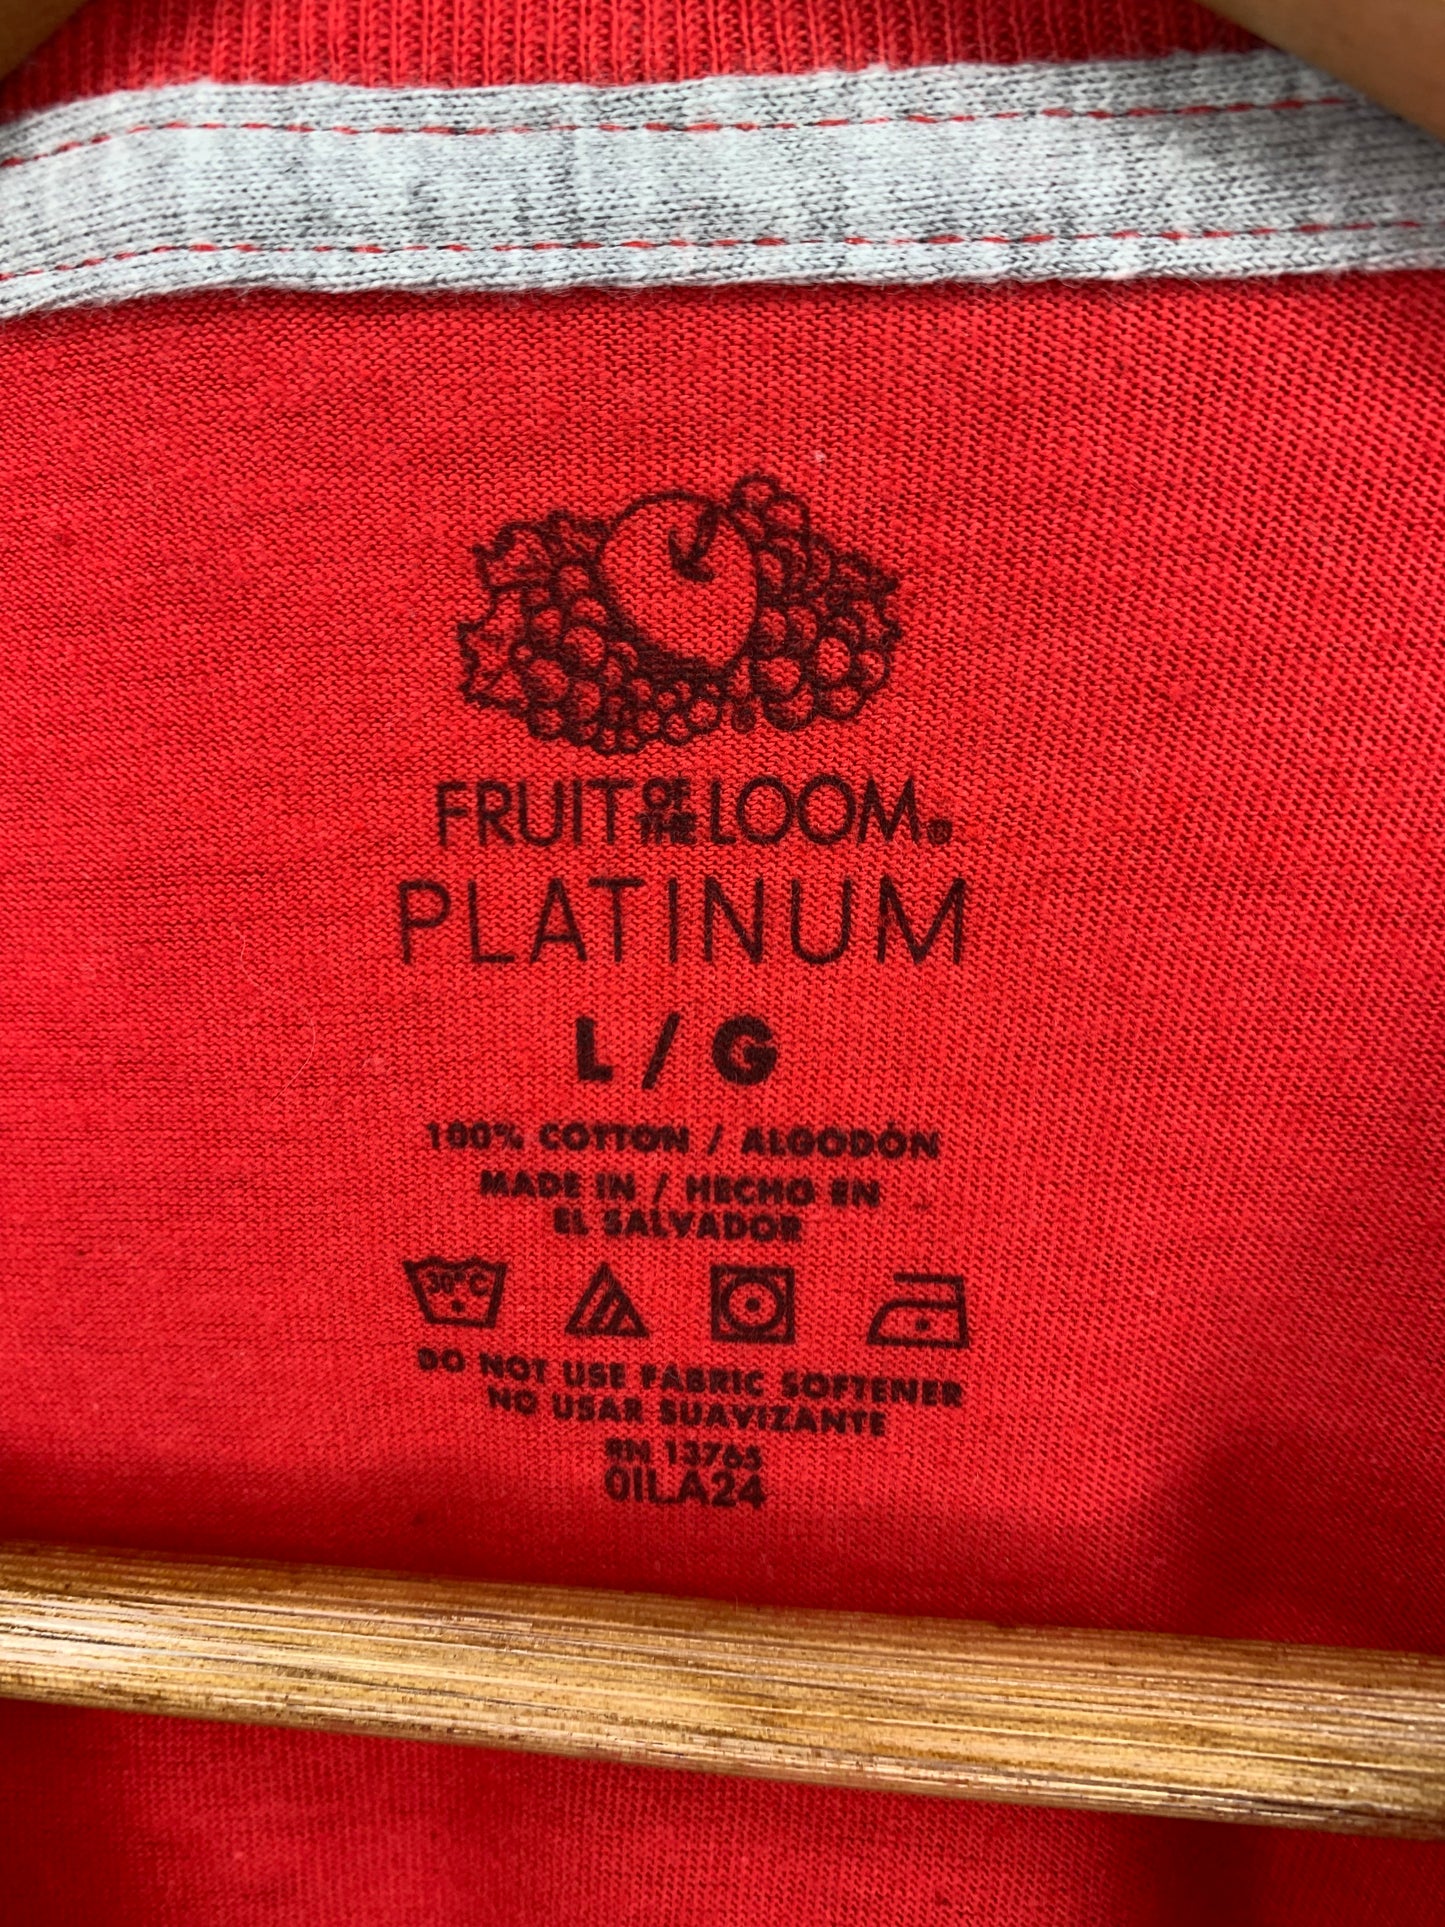 FRUIT OF THE LOOM®
PLATINUM
L / G
100% COTTON / ALGODÓN
MADE IN / HECHO EN
EL SALVADOR
30°C
DO NOT USE FABRIC SOFTENER
NO USAR SUAVIZANTE
RN 13765
0ILA24